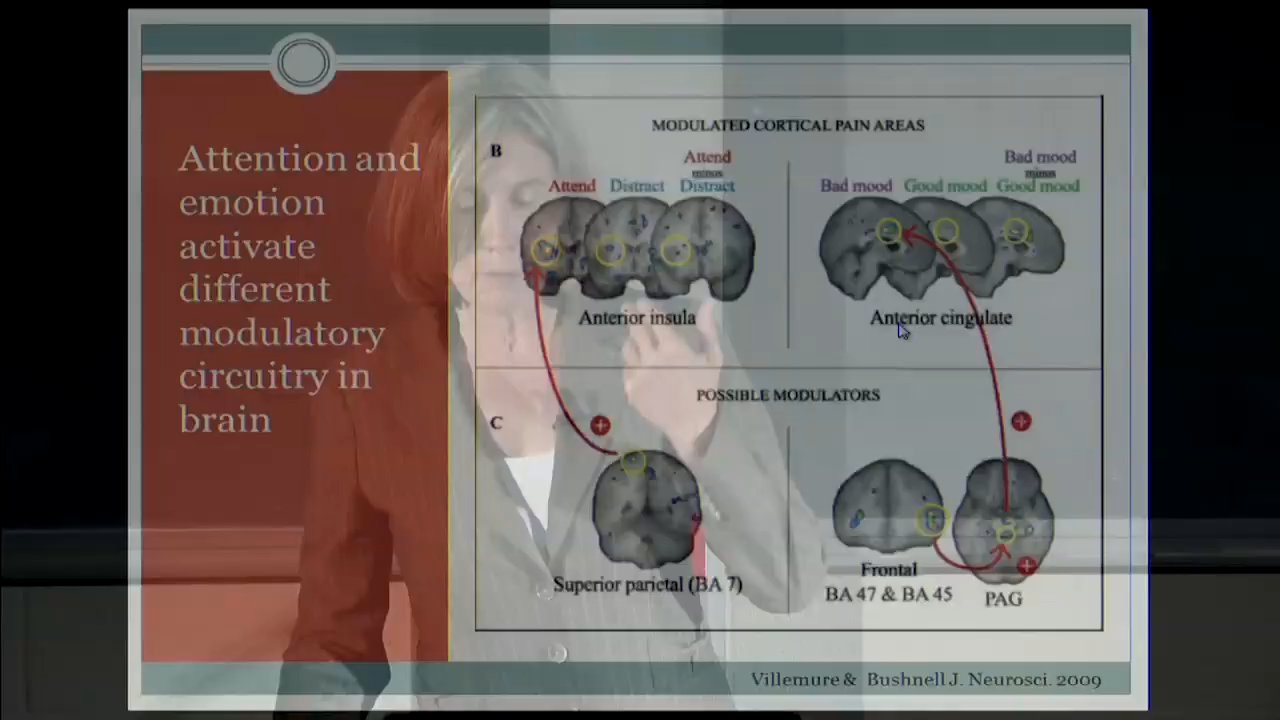 Attention and
emotion
activate
different
modulatory
circuitry in
brain
MODULATED CORTICAL PAIN AREAS
B
Attend
minus
Attend Distract Distract
Bad mood
minus
Bad mood Good mood Good mood
Anterior insula
Anterior cingulate
POSSIBLE MODULATORS
C
+
+
+
Superior parietal (BA 7)
Frontal
BA 47 & BA 45
PAG
Villemure & Bushnell J. Neurosci. 2009